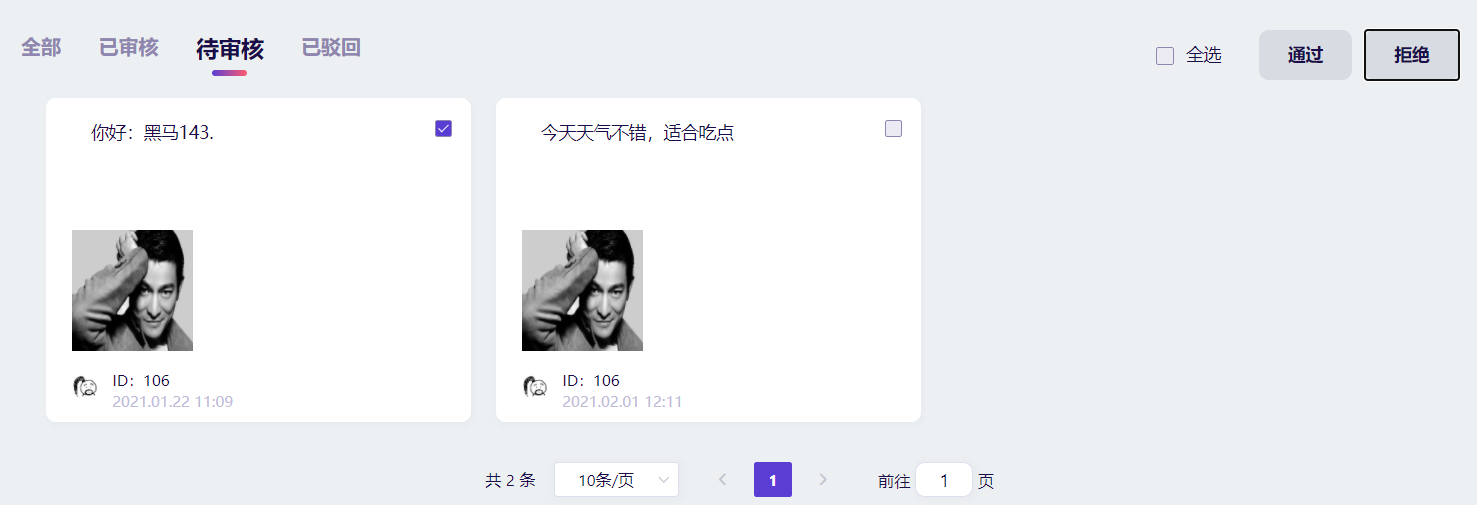 全部 已审核 待审核 已驳回 全选 通过 拒绝
你好：黑马143.
今天天气不错，适合吃点
ID：106
2021.01.22 11:09
ID：106
2021.02.01 12:11
共 2 条 10条/页 1 前往 1 页